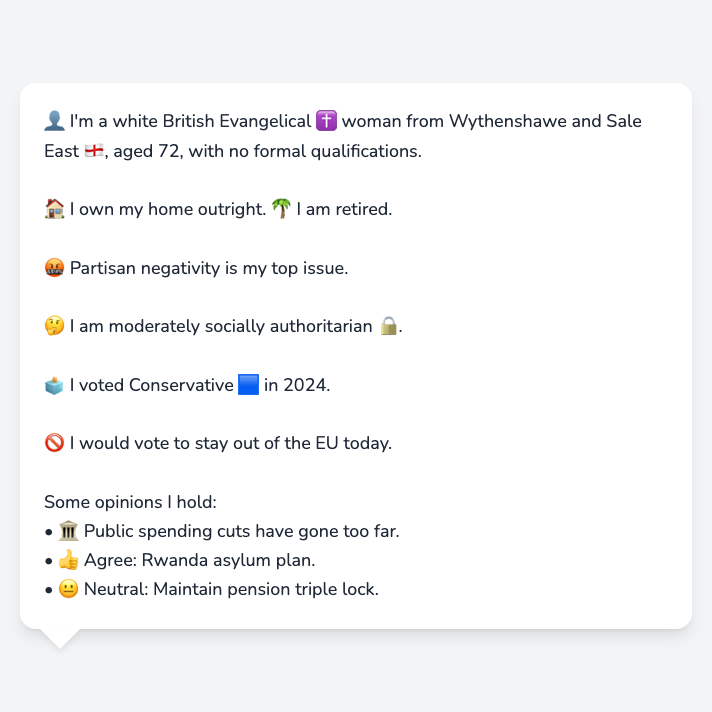 👤 I'm a white British Evangelical ✝️ woman from Wythenshawe and Sale
East 🏴󠁧󠁢󠁥󠁮󠁧󠁿, aged 72, with no formal qualifications.
🏠 I own my home outright. 🌴 I am retired.
🤬 Partisan negativity is my top issue.
🤔 I am moderately socially authoritarian 🔒.
🗳️ I voted Conservative 🟦 in 2024.
🚫 I would vote to stay out of the EU today.
Some opinions I hold:
• 🏛️ Public spending cuts have gone too far.
• 👍 Agree: Rwanda asylum plan.
• 😐 Neutral: Maintain pension triple lock.